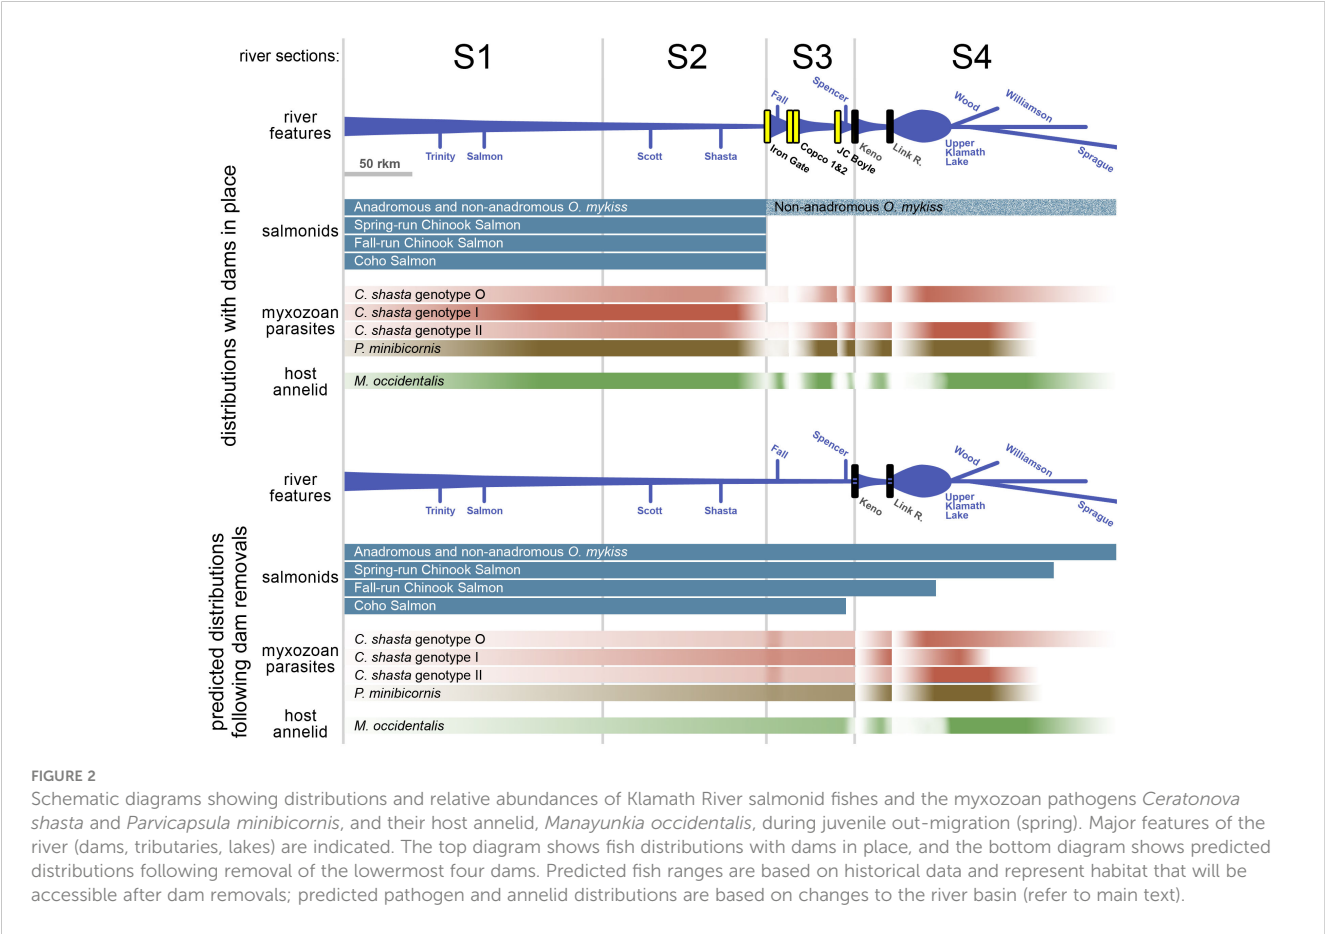 river sections:
S1
S2
S3
S4
river
features
Trinity
Salmon
Scott
Shasta
Fall
Spencer
Iron Gate
Copco 1&2
JC Boyle
Keno
Link R.
Upper
Klamath
Lake
Wood
Williamson
Sprague
50 rkm
distributions with dams in place
salmonids
Anadromous and non-anadromous O. mykiss
Non-anadromous O. mykiss
Spring-run Chinook Salmon
Fall-run Chinook Salmon
Coho Salmon
myxozoan
parasites
C. shasta genotype O
C. shasta genotype I
C. shasta genotype II
P. minibicornis
host
annelid
M. occidentalis
river
features
Trinity
Salmon
Scott
Shasta
Fall
Spencer
Keno
Link R.
Upper
Klamath
Lake
Wood
Williamson
Sprague
predicted distributions
following dam removals
salmonids
Anadromous and non-anadromous O. mykiss
Spring-run Chinook Salmon
Fall-run Chinook Salmon
Coho Salmon
myxozoan
parasites
C. shasta genotype O
C. shasta genotype I
C. shasta genotype II
P. minibicornis
host
annelid
M. occidentalis
FIGURE 2
Schematic diagrams showing distributions and relative abundances of Klamath River salmonid fishes and the myxozoan pathogens Ceratonova
shasta and Parvicapsula minibicornis, and their host annelid, Manayunkia occidentalis, during juvenile out-migration (spring). Major features of the
river (dams, tributaries, lakes) are indicated. The top diagram shows fish distributions with dams in place, and the bottom diagram shows predicted
distributions following removal of the lowermost four dams. Predicted fish ranges are based on historical data and represent habitat that will be
accessible after dam removals; predicted pathogen and annelid distributions are based on changes to the river basin (refer to main text).